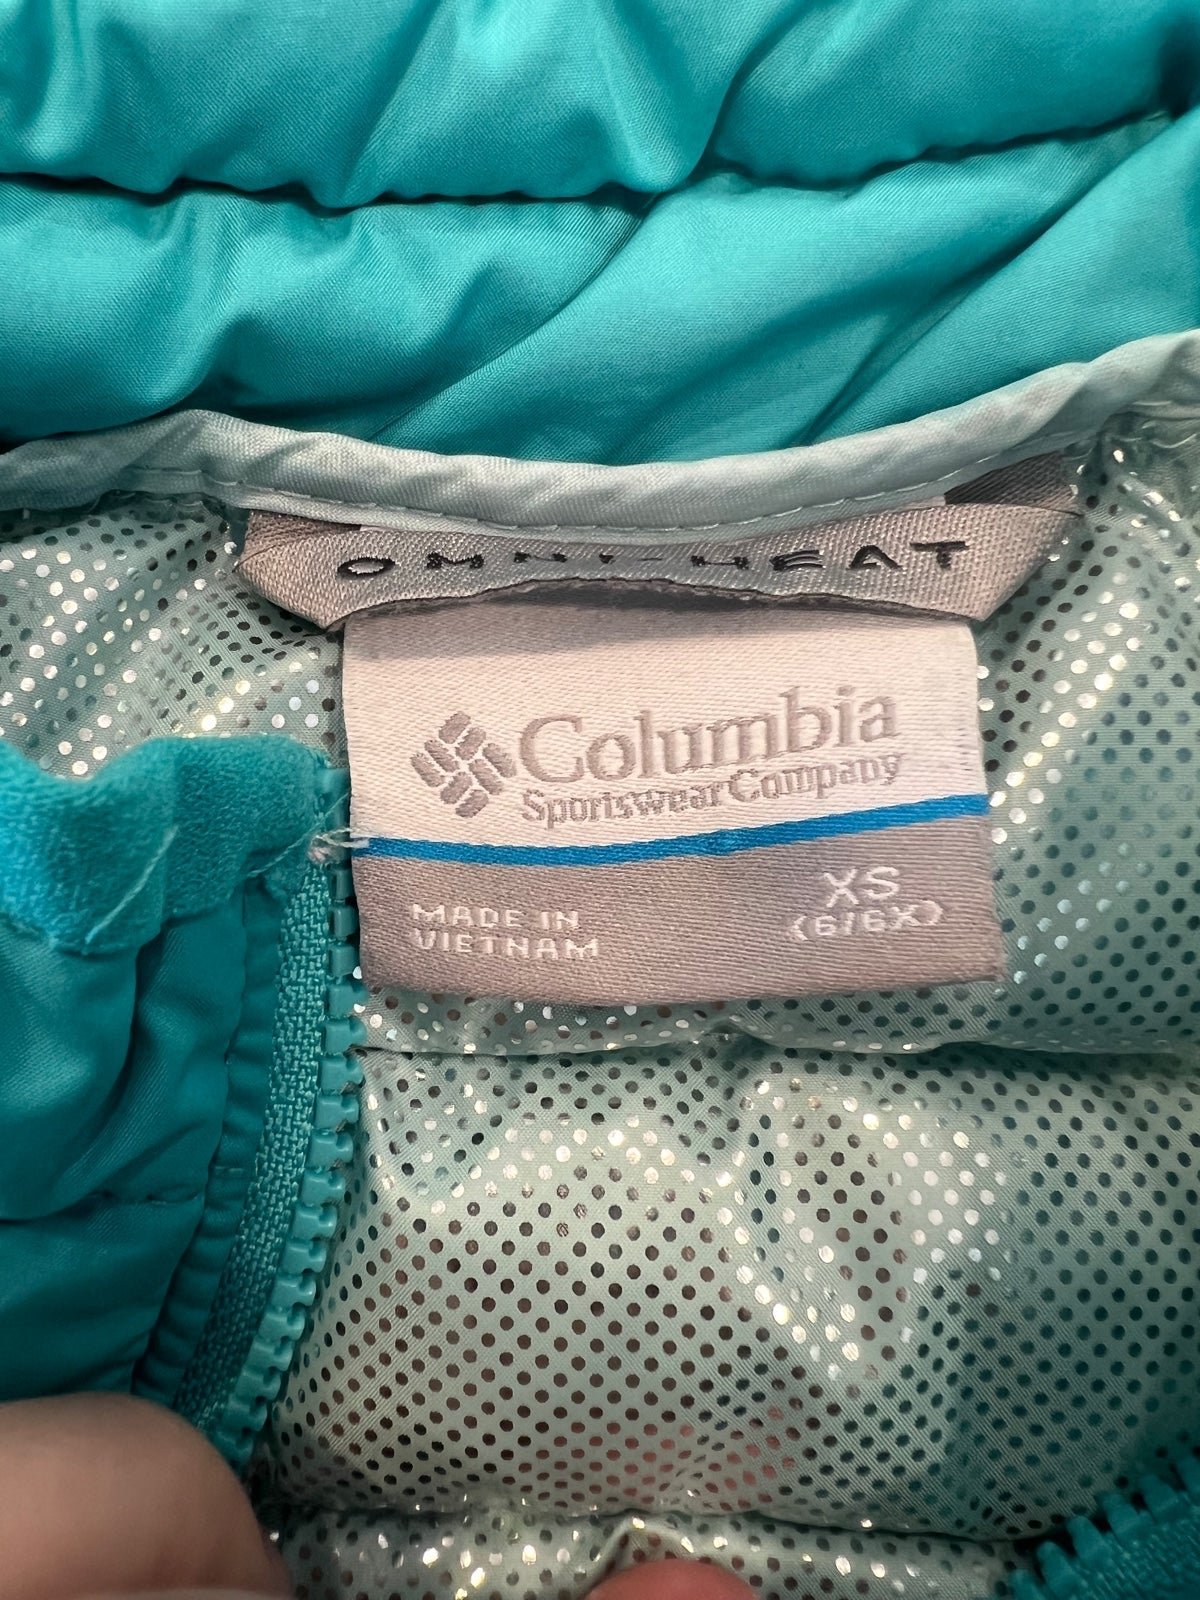 OMNI-HEAT
Columbia
Sportswear Company
XS
(6/6X)
MADE IN
VIETNAM